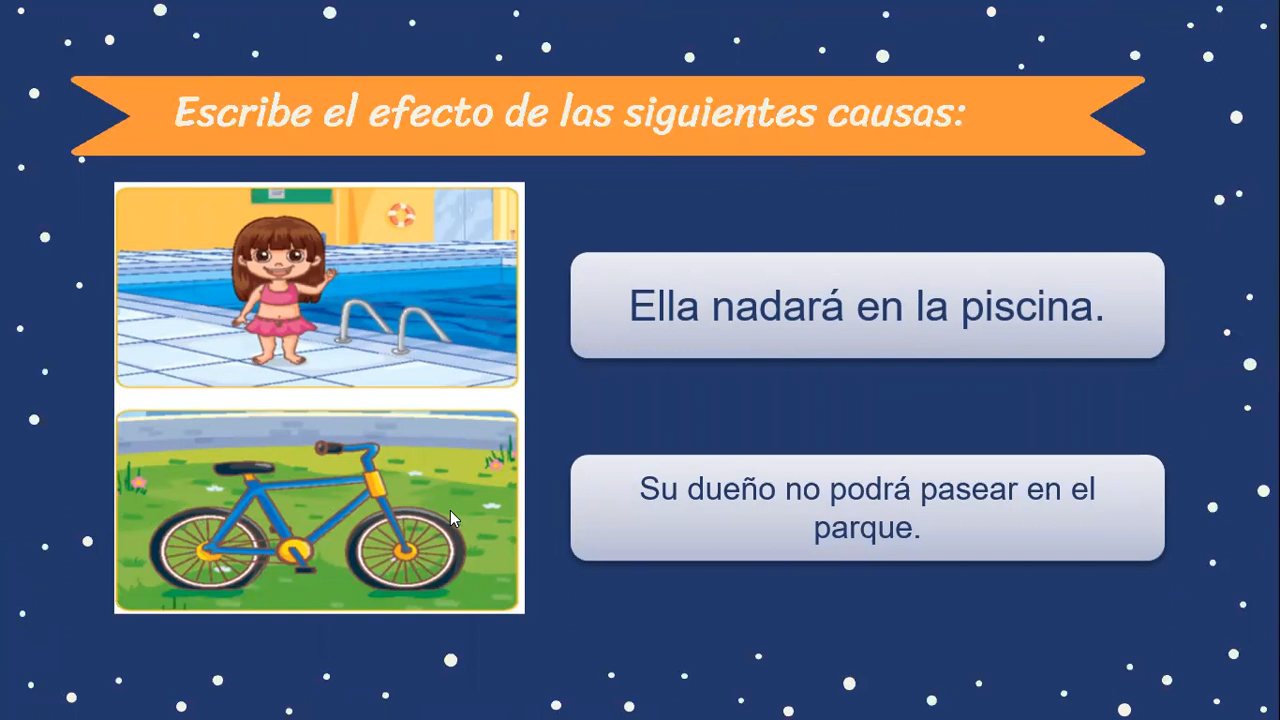 Escribe el efecto de las siguientes causas:
Ella nadará en la piscina.
Su dueño no podrá pasear en el
parque.